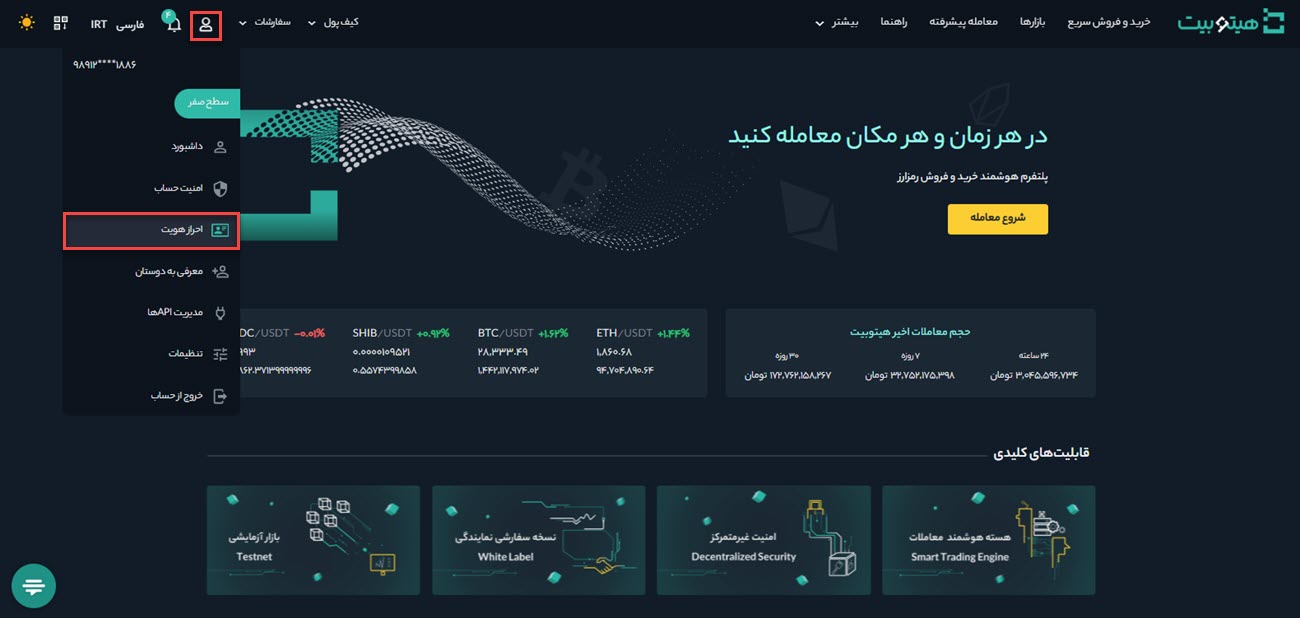 هیتوبیت
خرید و فروش سریع
بازارها
معامله پیشرفته
راهنما
بیشتر
کیف پول
سفارشات
۴
فارسی
IRT
۹۸۹۱۲****۱۸۸۶
سطح صفر
داشبورد
امنیت حساب
احراز هویت
معرفی به دوستان
مدیریت APIها
تنظیمات
خروج از حساب
در هر زمان و هر مکان معامله کنید
پلتفرم هوشمند خرید و فروش رمزارز
شروع معامله
حجم معاملات اخیر هیتوبیت
۲۴ ساعته
۳,۰۴۵,۵۹۶,۷۳۴ تومان
۷ روزه
۳۲,۷۵۲,۱۷۵,۳۹۸ تومان
۳۰ روزه
۱۷۲,۷۶۲,۱۵۸,۲۶۷ تومان
ETH/USDT +۱.۴۴%
۱,۸۶۰.۶۸
۹۴,۷۰۴,۸۹۰.۶۴
BTC/USDT +۱.۶۲%
۲۸,۳۳۳.۴۹
۱,۴۴۲,۱۱۷,۹۷۴.۰۲
SHIB/USDT +۰.۹۲%
۰.۰۰۰۰۱۰۹۵۲۱
۰.۵۵۷۴۳۹۹۸۵۸
DC/USDT −۰.۰۱%
۹۹۳
۸۶۲.۳۷۱۳۹۹۹۹۹۹۹۶
قابلیت‌های کلیدی
هسته هوشمند معاملات
Smart Trading Engine
امنیت غیرمتمرکز
Decentralized Security
نسخه سفارشی نمایندگی
White Label
بازار آزمایشی
Testnet